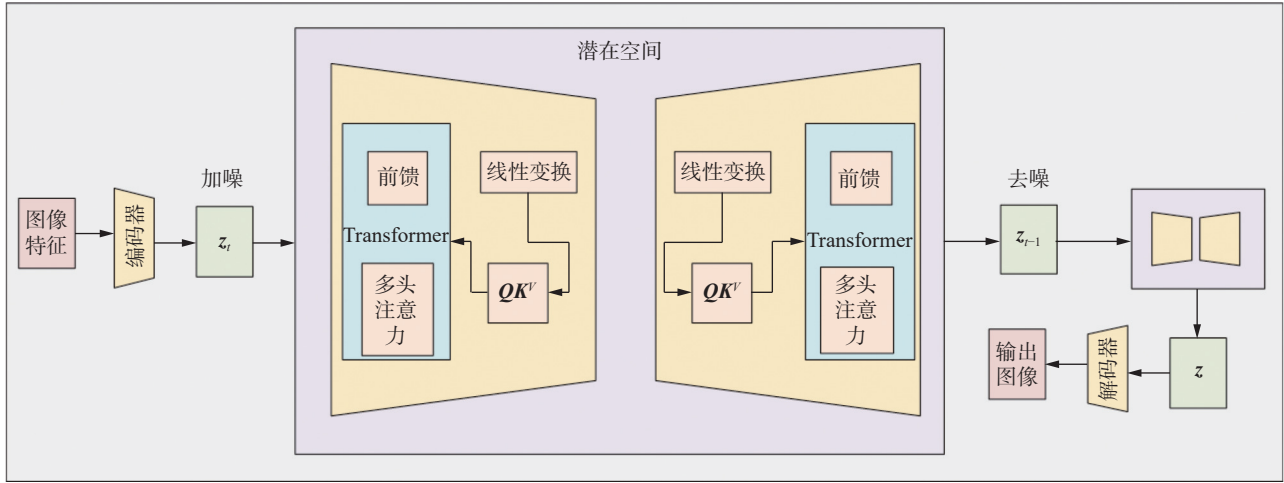 潜在空间
加噪
图像
特征
编码器
z_t
前馈
Transformer
多头
注意
力
线性变换
QK^V
线性变换
QK^V
前馈
Transformer
多头
注意
力
去噪
z_{t−1}
z
解码器
输出
图像